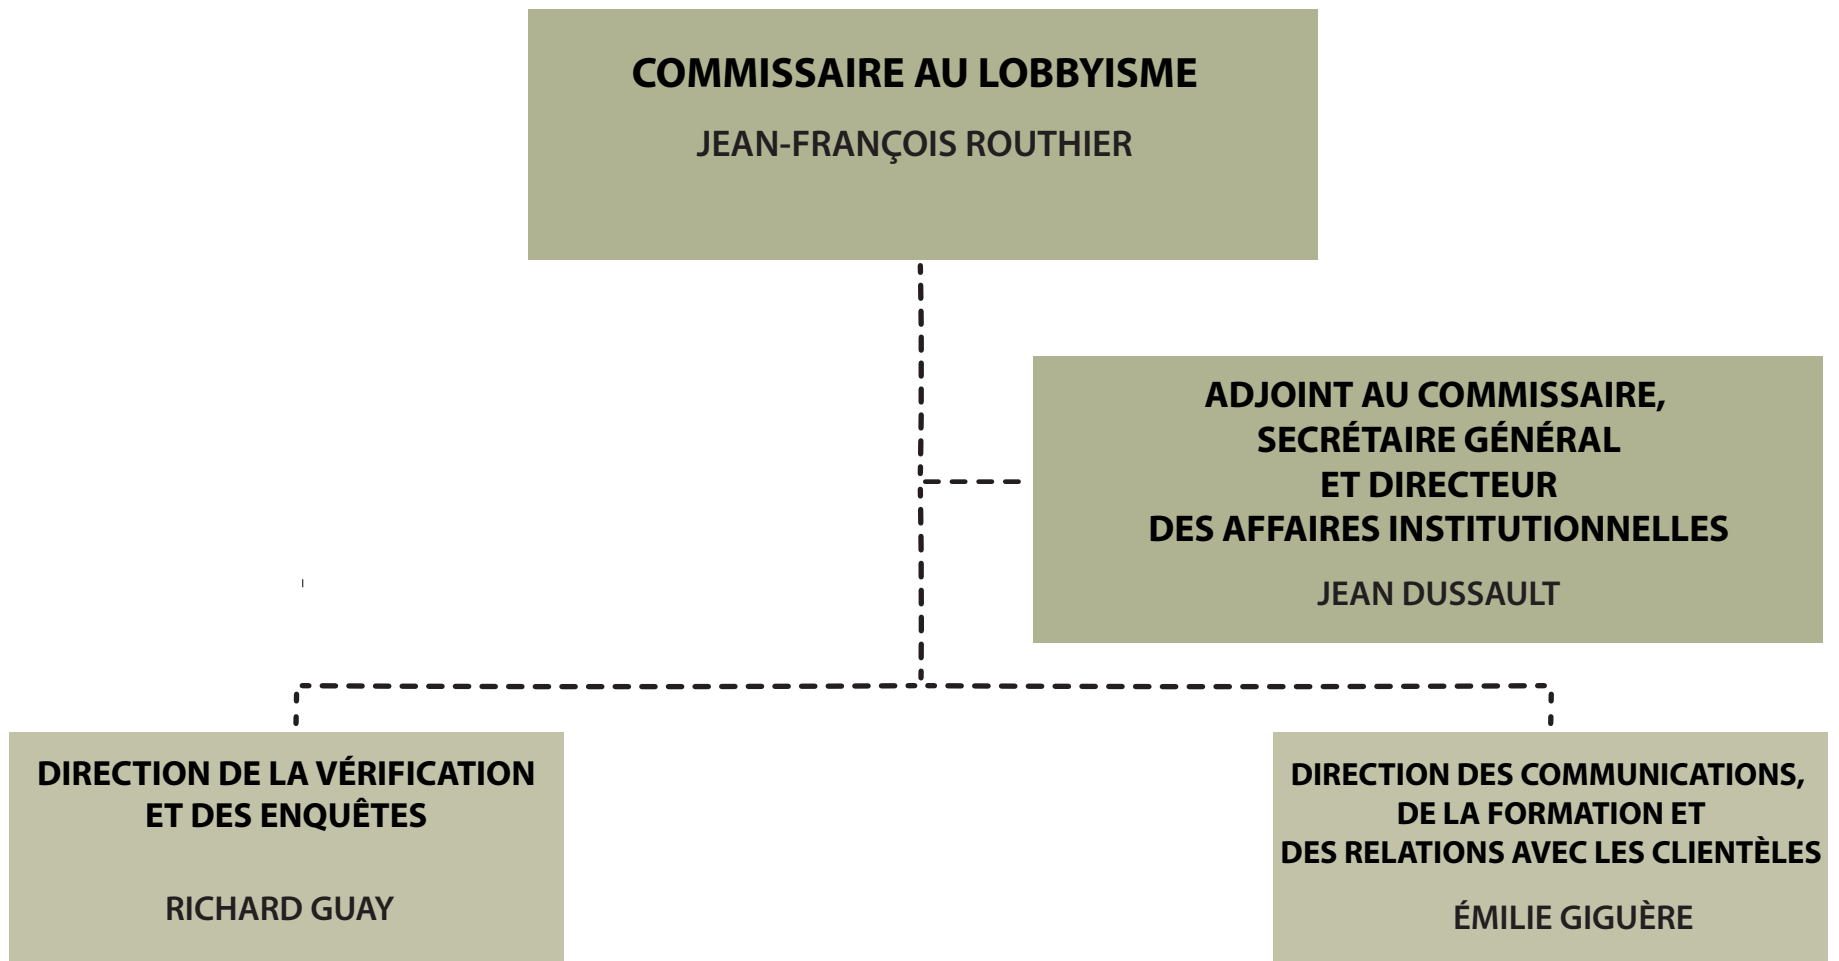 COMMISSAIRE AU LOBBYISME
JEAN-FRANÇOIS ROUTHIER
ADJOINT AU COMMISSAIRE,
SECRÉTAIRE GÉNÉRAL
ET DIRECTEUR
DES AFFAIRES INSTITUTIONNELLES
JEAN DUSSAULT
DIRECTION DE LA VÉRIFICATION
ET DES ENQUÊTES
RICHARD GUAY
DIRECTION DES COMMUNICATIONS,
DE LA FORMATION ET
DES RELATIONS AVEC LES CLIENTÈLES
ÉMILIE GIGUÈRE